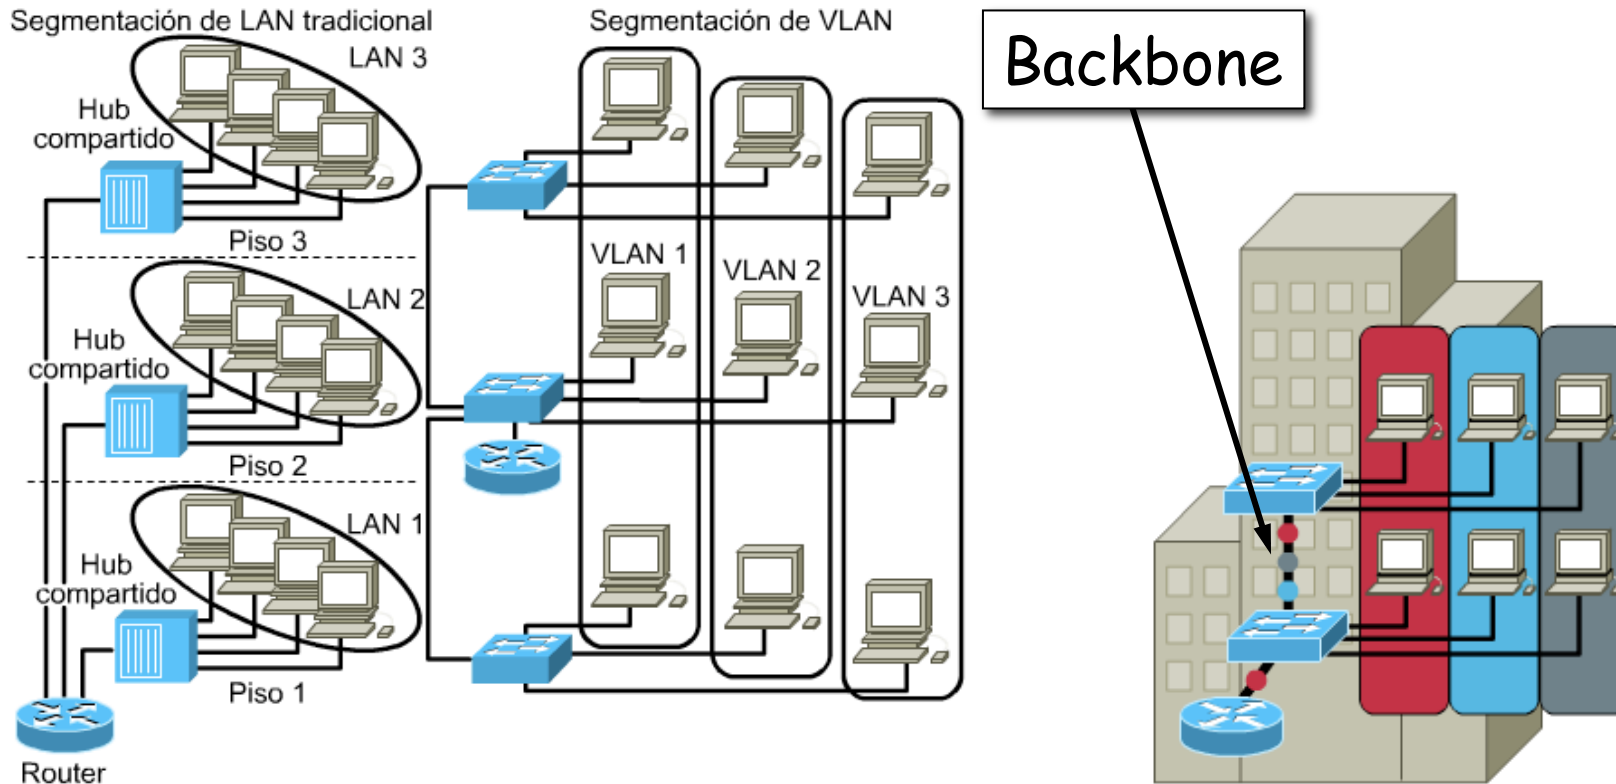 Segmentación de LAN tradicional
LAN 3
Hub
compartido
Piso 3
LAN 2
Hub
compartido
Piso 2
LAN 1
Hub
compartido
Piso 1
Router
Segmentación de VLAN
VLAN 1
VLAN 2
VLAN 3
Backbone